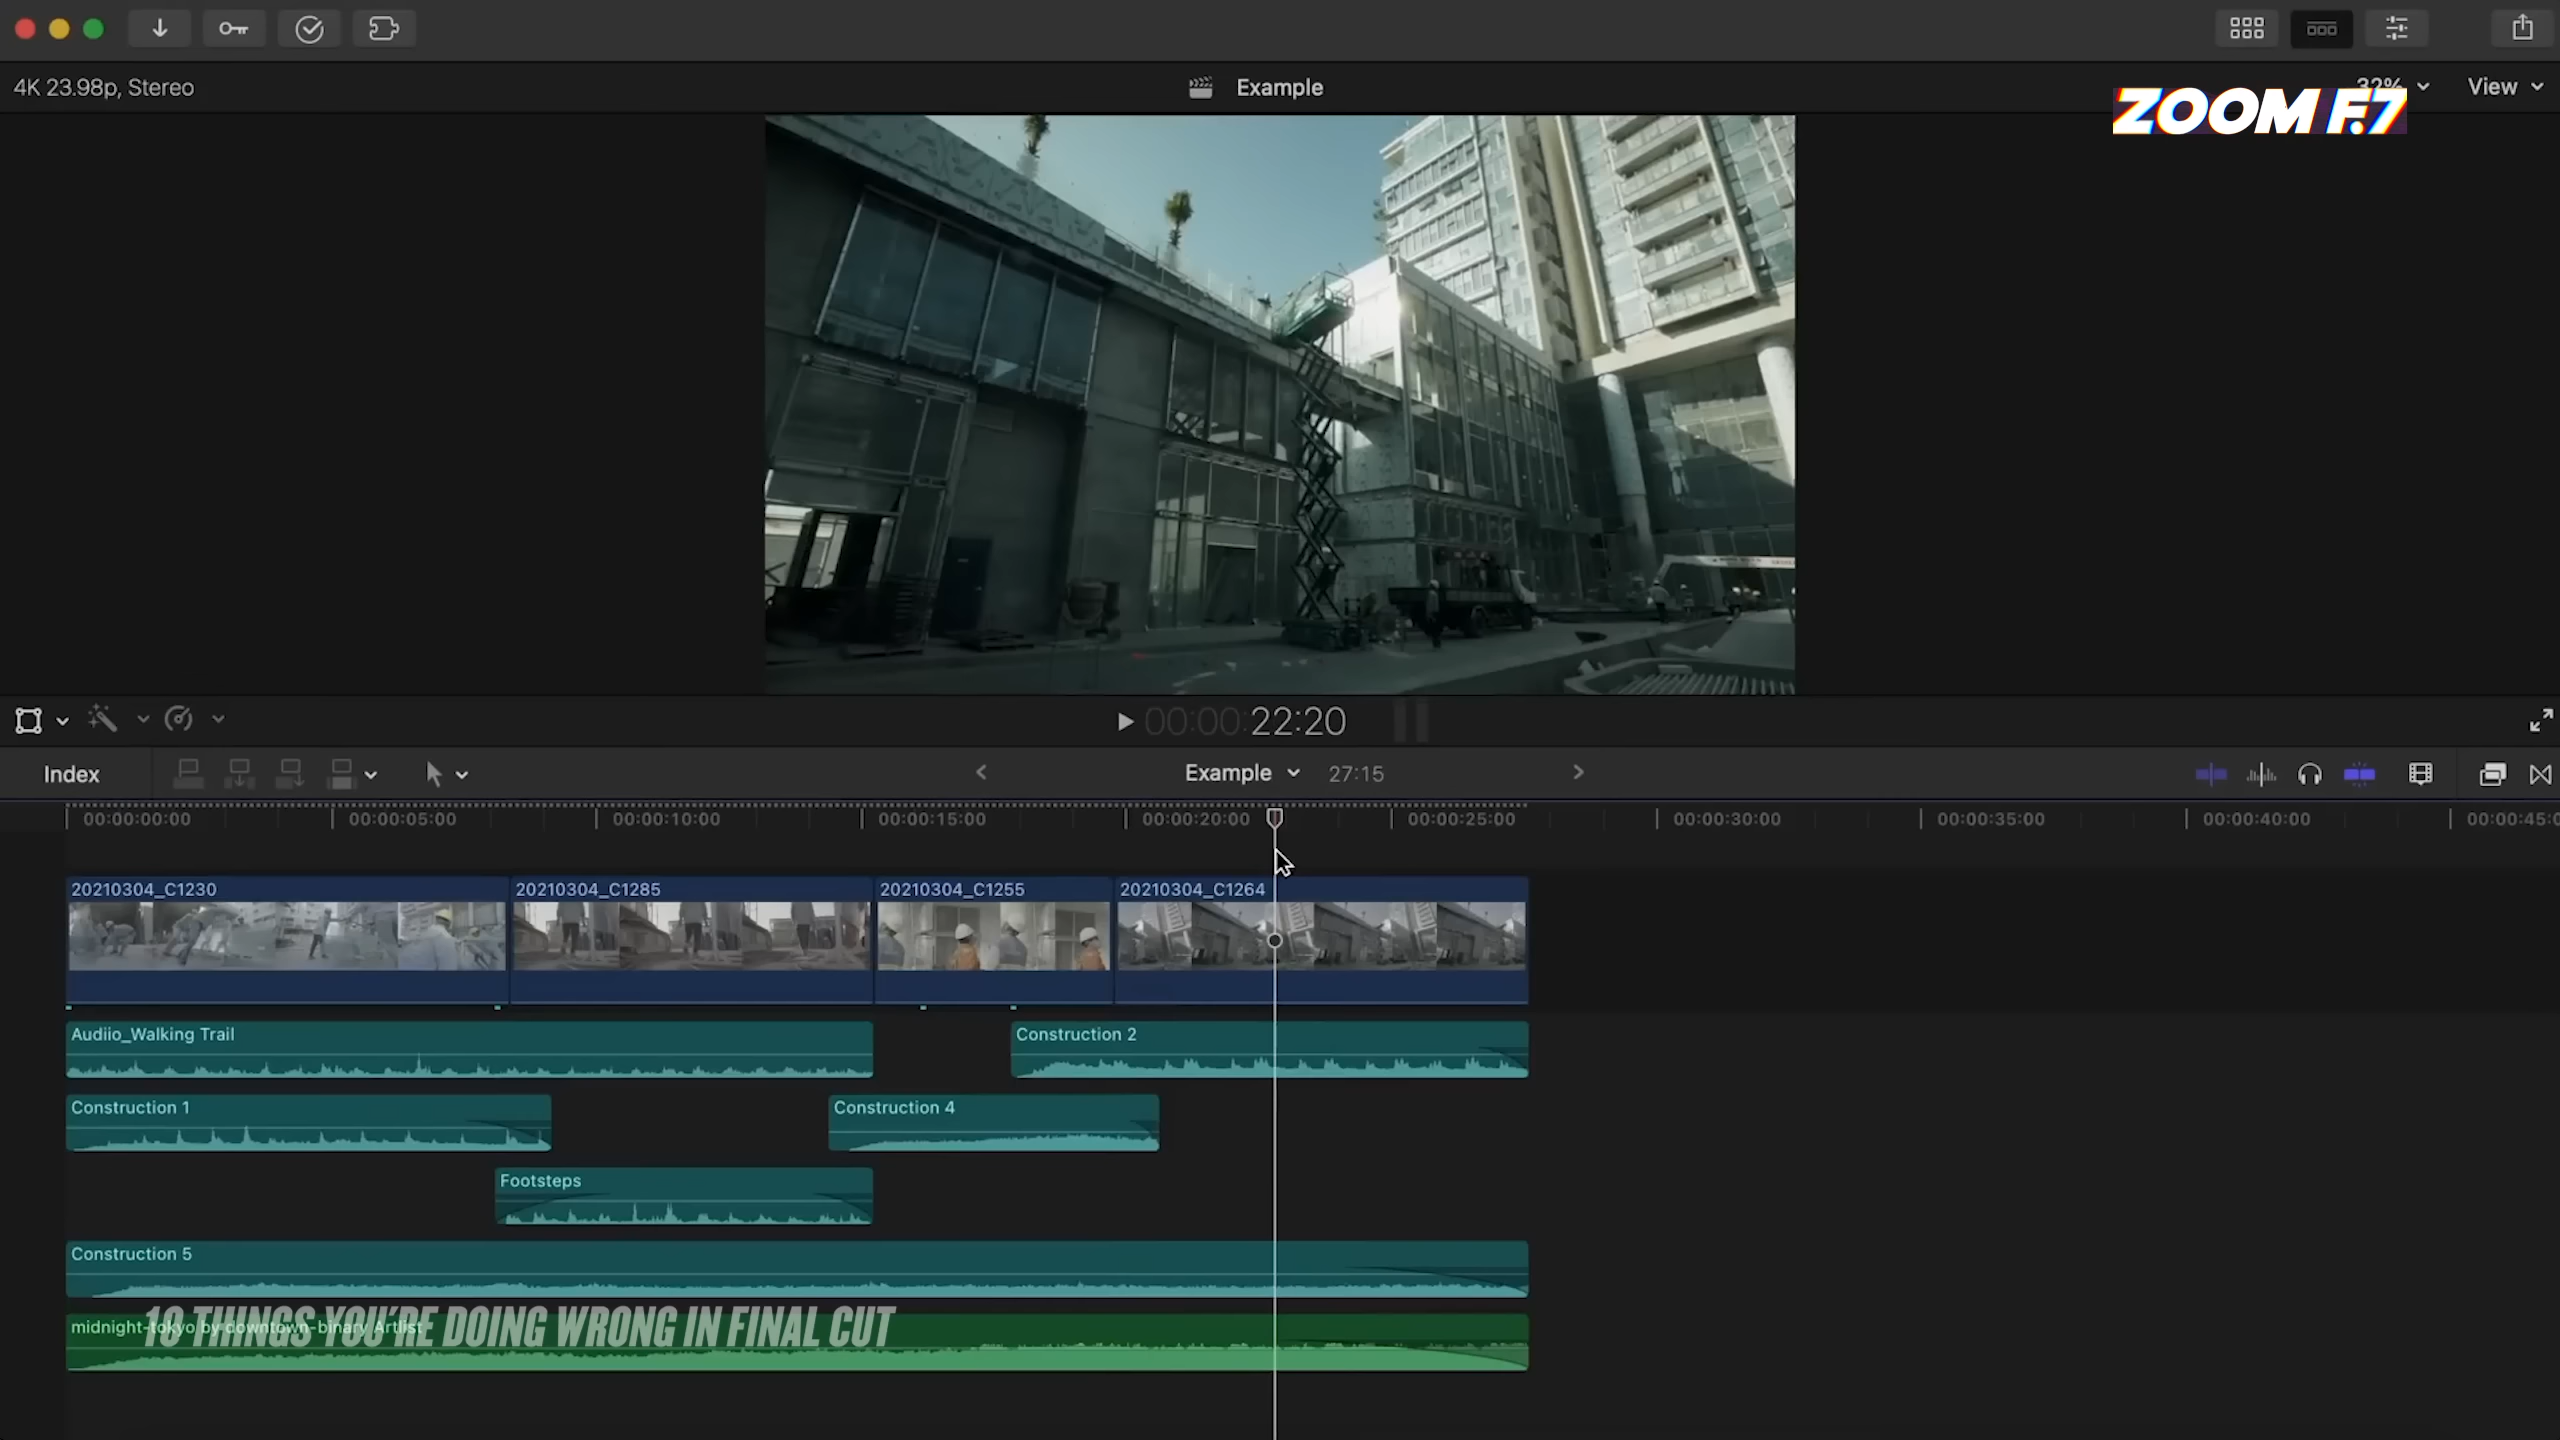 4K 23.98p, Stereo
Example
32%
View
ZOOM F.7
00:00:22:20
Index
Example
27:15
00:00:00:00
00:00:05:00
00:00:10:00
00:00:15:00
00:00:20:00
00:00:25:00
00:00:30:00
00:00:35:00
00:00:40:00
00:00:45:0
20210304_C1230
20210304_C1285
20210304_C1255
20210304_C1264
Audiio_Walking Trail
Construction 2
Construction 1
Construction 4
Footsteps
Construction 5
midnight-tokyo by downtown-binary Artlist
10 THINGS YOU'RE DOING WRONG IN FINAL CUT